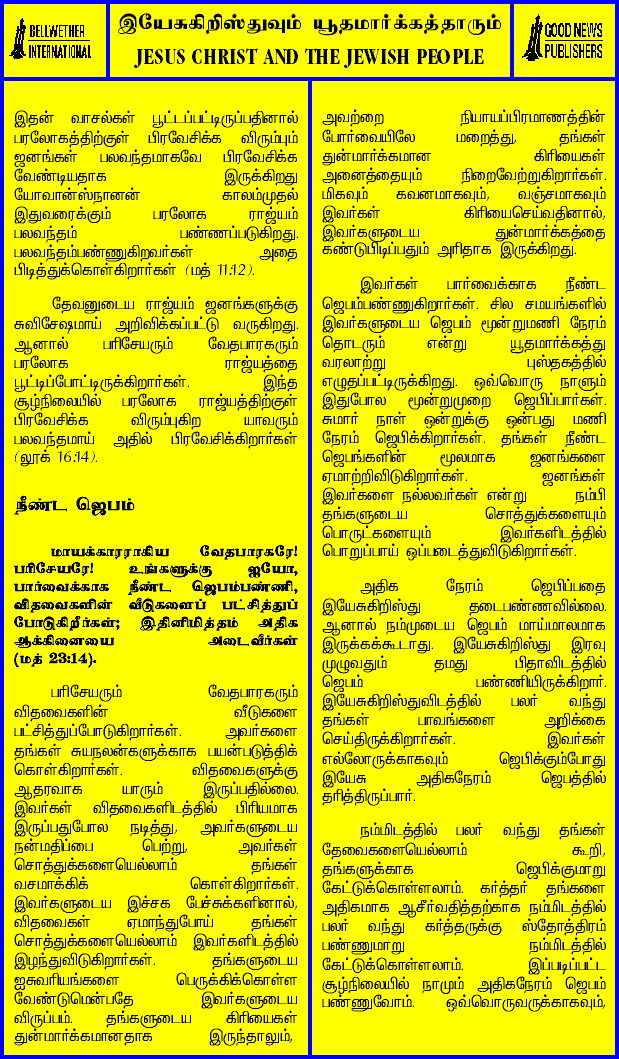 BELLWETHER
INTERNATIONAL
இயேசுகிறிஸ்துவும் யூதமார்க்கத்தாரும்
JESUS CHRIST AND THE JEWISH PEOPLE
GOOD NEWS
PUBLISHERS
இதன் வாசல்கள் பூட்டப்பட்டிருப்பதினால்
பரலோகத்திற்குள் பிரவேசிக்க விரும்பும்
ஜனங்கள் பலவந்தமாகவே பிரவேசிக்க
வேண்டியதாக இருக்கிறது
யோவான்ஸ்நானன் காலம்முதல்
இதுவரைக்கும் பரலோக ராஜ்யம்
பலவந்தம் பண்ணப்படுகிறது.
பலவந்தம்பண்ணுகிறவர்கள் அதை
பிடித்துக்கொள்கிறார்கள் (மத் 11:12).
தேவனுடைய ராஜ்யம் ஜனங்களுக்கு
சுவிசேஷமாய் அறிவிக்கப்பட்டு வருகிறது.
ஆனால் பரிசேயரும் வேதபாரகரும்
பரலோக ராஜ்யத்தை
பூட்டிப்போட்டிருக்கிறார்கள். இந்த
சூழ்நிலையில் பரலோக ராஜ்யத்திற்குள்
பிரவேசிக்க விரும்புகிற யாவரும்
பலவந்தமாய் அதில் பிரவேசிக்கிறார்கள்
(லூக் 16:14).
நீண்ட ஜெபம்
மாயக்காரராகிய வேதபாரகரே!
பரிசேயரே! உங்களுக்கு ஐயோ,
பார்வைக்காக நீண்ட ஜெபம்பண்ணி,
விதவைகளின் வீடுகளைப் பட்சித்துப்
போடுகிறீர்கள்; இதினிமித்தம் அதிக
ஆக்கினையை அடைவீர்கள்
(மத் 23:14).
பரிசேயரும் வேதபாரகரும்
விதவைகளின் வீடுகளை
பட்சித்துப்போடுகிறார்கள். அவர்களை
தங்கள் சுயநலன்களுக்காக பயன்படுத்திக்
கொள்கிறார்கள். விதவைகளுக்கு
ஆதரவாக யாரும் இருப்பதில்லை.
இவர்கள் விதவைகளிடத்தில் பிரியமாக
இருப்பதுபோல நடித்து, அவர்களுடைய
நன்மதிப்பை பெற்று, அவர்கள்
சொத்துக்களையெல்லாம் தங்கள்
வசமாக்கிக் கொள்கிறார்கள்.
இவர்களுடைய இச்சக பேச்சுக்களினால்,
விதவைகள் ஏமாந்துபோய் தங்கள்
சொத்துக்களையெல்லாம் இவர்களிடத்தில்
இழந்துவிடுகிறார்கள். தங்களுடைய
ஐசுவரியங்களை பெருக்கிக்கொள்ள
வேண்டுமென்பதே இவர்களுடைய
விருப்பம். தங்களுடைய கிரியைகள்
துன்மார்க்கமானதாக இருந்தாலும்,
அவற்றை நியாயப்பிரமாணத்தின்
போர்வையிலே மறைத்து, தங்கள்
துன்மார்க்கமான கிரியைகள்
அனைத்தையும் நிறைவேற்றுகிறார்கள்.
மிகவும் கவனமாகவும், வஞ்சமாகவும்
இவர்கள் கிரியைசெய்வதினால்,
இவர்களுடைய துன்மார்க்கத்தை
கண்டுபிடிப்பதும் அரிதாக இருக்கிறது.
இவர்கள் பார்வைக்காக நீண்ட
ஜெபம்பண்ணுகிறார்கள். சில சமயங்களில்
இவர்களுடைய ஜெபம் மூன்றுமணி நேரம்
தொடரும் என்று யூதமார்க்கத்து
வரலாற்று புஸ்தகத்தில்
எழுதப்பட்டிருக்கிறது. ஒவ்வொரு நாளும்
இதுபோல மூன்றுமுறை ஜெபிப்பார்கள்.
சுமார் நாள் ஒன்றுக்கு ஒன்பது மணி
நேரம் ஜெபிக்கிறார்கள். தங்கள் நீண்ட
ஜெபங்களின் மூலமாக ஜனங்களை
ஏமாற்றிவிடுகிறார்கள். ஜனங்கள்
இவர்களை நல்லவர்கள் என்று நம்பி
தங்களுடைய சொத்துக்களையும்
பொருட்களையும் இவர்களிடத்தில்
பொறுப்பாய் ஒப்படைத்துவிடுகிறார்கள்.
அதிக நேரம் ஜெபிப்பதை
இயேசுகிறிஸ்து தடைபண்ணவில்லை.
ஆனால் நம்முடைய ஜெபம் மாய்மாலமாக
இருக்கக்கூடாது. இயேசுகிறிஸ்து இரவு
முழுவதும் தமது பிதாவிடத்தில்
ஜெபம் பண்ணியிருக்கிறார்.
இயேசுகிறிஸ்துவிடத்தில் பலர் வந்து
தங்கள் பாவங்களை அறிக்கை
செய்திருக்கிறார்கள். இவர்கள்
எல்லோருக்காகவும் ஜெபிக்கும்போது
இயேசு அதிகநேரம் ஜெபத்தில்
தரித்திருப்பார்.
நம்மிடத்தில் பலர் வந்து தங்கள்
தேவைகளையெல்லாம் கூறி,
தங்களுக்காக ஜெபிக்குமாறு
கேட்டுக்கொள்ளலாம். கர்த்தர் தங்களை
அதிகமாக ஆசீர்வதித்ததற்காக நம்மிடத்தில்
பலர் வந்து கர்த்தருக்கு ஸ்தோத்திரம்
பண்ணுமாறு நம்மிடத்தில்
கேட்டுக்கொள்ளலாம். இப்படிப்பட்ட
சூழ்நிலையில் நாமும் அதிகநேரம் ஜெபம்
பண்ணுவோம். ஒவ்வொருவருக்காகவும்,